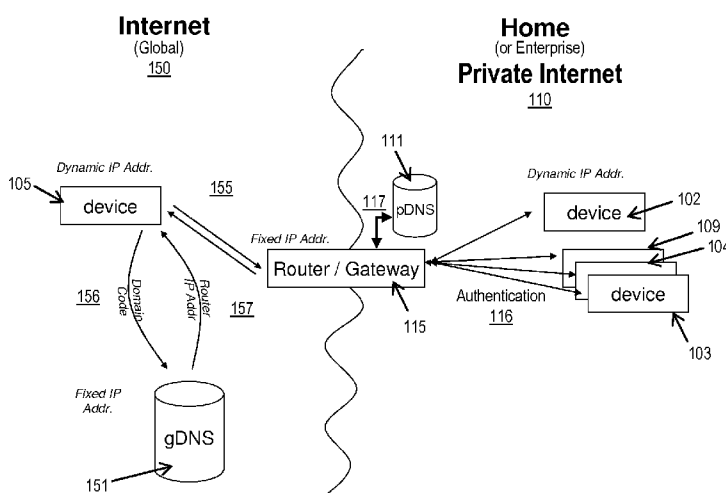 Internet
(Global)
150
Home
(or Enterprise)
Private Internet
110
111
Dynamic IP Addr.
Dynamic IP Addr.
105
device
155
117
pDNS
device
102
109
104
Fixed IP Addr.
Router / Gateway
device
Authentication
116
115
103
156
Domain
Code
Router
IP Addr
157
Fixed IP
Addr.
gDNS
151